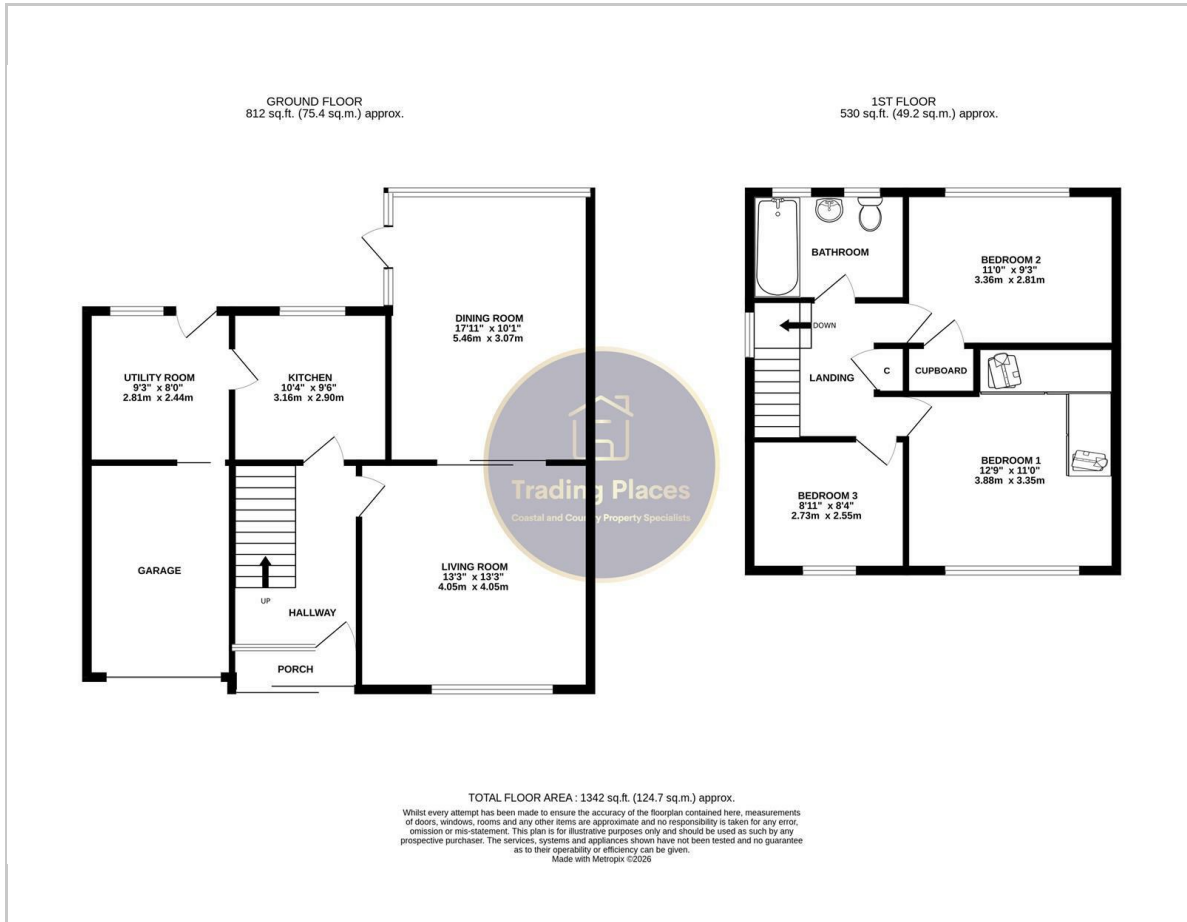 GROUND FLOOR
812 sq.ft. (75.4 sq.m.) approx.
1ST FLOOR
530 sq.ft. (49.2 sq.m.) approx.
DINING ROOM
17'11" x 10'1"
5.46m x 3.07m
UTILITY ROOM
9'3" x 8'0"
2.81m x 2.44m
KITCHEN
10'4" x 9'6"
3.16m x 2.90m
GARAGE
UP
HALLWAY
PORCH
LIVING ROOM
13'3" x 13'3"
4.05m x 4.05m
Trading Places
Coastal and Country Property Specialists
BATHROOM
BEDROOM 2
11'0" x 9'3"
3.36m x 2.81m
DOWN
LANDING
C
CUPBOARD
BEDROOM 1
12'9" x 11'0"
3.88m x 3.35m
BEDROOM 3
8'11" x 8'4"
2.73m x 2.55m
TOTAL FLOOR AREA : 1342 sq.ft. (124.7 sq.m.) approx.
Whilst every attempt has been made to ensure the accuracy of the floorplan contained here, measurements
of doors, windows, rooms and any other items are approximate and no responsibility is taken for any error,
omission or mis-statement. This plan is for illustrative purposes only and should be used as such by any
prospective purchaser. The services, systems and appliances shown have not been tested and no guarantee
as to their operability or efficiency can be given.
Made with Metropix ©2026